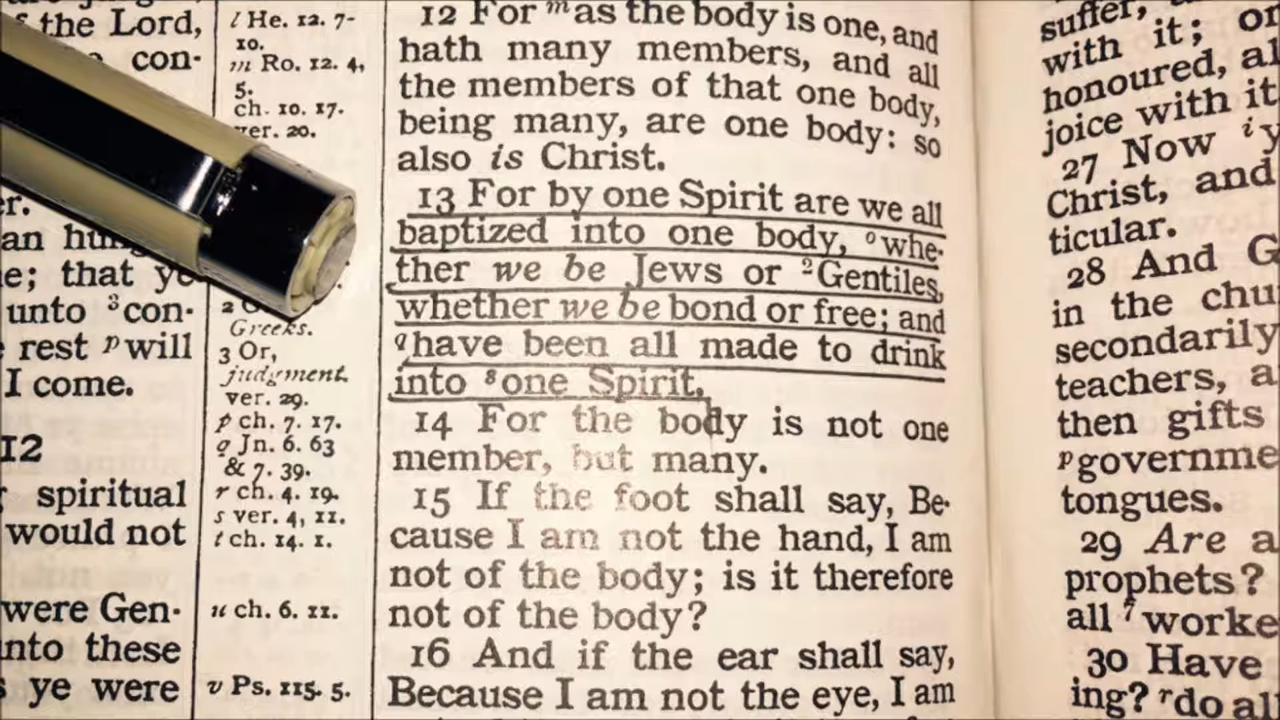 f the Lord,
con-
er.
an hun
e; that ye
unto ³con-
rest ᵖwill
I come.
12
spiritual
would not
were Gen-
nto these
s ye were
l He. 12. 7-
10.
m Ro. 12. 4,
5.
ch. 10. 17.
ver. 20.
2 G
Greeks.
3 Or,
judgment.
ver. 29.
p ch. 7. 17.
q Jn. 6. 63
& 7. 39.
r ch. 4. 19.
s ver. 4, 11.
t ch. 14. 1.
u ch. 6. 11.
v Ps. 115. 5.
12 For ᵐas the body is one, and
hath many members, and all
the members of that one body,
being many, are one body: so
also is Christ.
13 For by one Spirit are we all
baptized into one body, ᵒwhe-
ther we be Jews or ²Gentiles,
whether we be bond or free; and
ᵠhave been all made to drink
into ˢone Spirit.
14 For the body is not one
member, but many.
15 If the foot shall say, Be-
cause I am not the hand, I am
not of the body; is it therefore
not of the body?
16 And if the ear shall say,
Because I am not the eye, I am
suffer,
with it; or
honoured, al
joice with it
27 Now ⁱy
Christ, and
ticular.
28 And G
in the chu
secondarily
teachers, a
then gifts
ᵖgovernme
tongues.
29 Are a
prophets?
all ⁷worke
30 Have
ing? ʳdo all